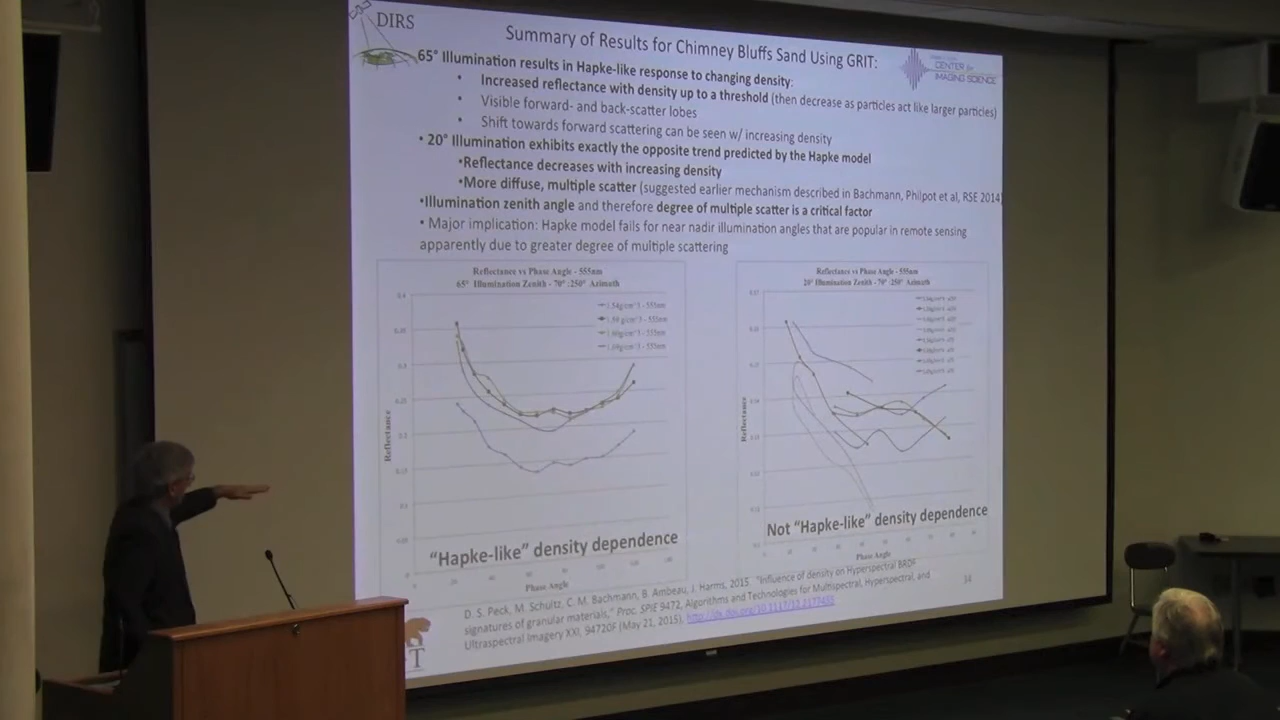 DIRS
Summary of Results for Chimney Bluffs Sand Using GRIT:
CENTER for
IMAGING SCIENCE
65° Illumination results in Hapke-like response to changing density:
• Increased reflectance with density up to a threshold (then decrease as particles act like larger particles)
• Visible forward- and back-scatter lobes
• Shift towards forward scattering can be seen w/ increasing density
• 20° Illumination exhibits exactly the opposite trend predicted by the Hapke model
•Reflectance decreases with increasing density
•More diffuse, multiple scatter (suggested earlier mechanism described in Bachmann, Philpot et al, RSE 2014)
•Illumination zenith angle and therefore degree of multiple scatter is a critical factor
• Major implication: Hapke model fails for near nadir illumination angles that are popular in remote sensing
apparently due to greater degree of multiple scattering
Reflectance vs Phase Angle - 555nm
65° Illumination Zenith - 70° :250° Azimuth
Reflectance
"Hapke-like" density dependence
Phase Angle
Reflectance vs Phase Angle - 555nm
20° Illumination Zenith - 70° :250° Azimuth
Reflectance
Not "Hapke-like" density dependence
Phase Angle
D. S. Peck, M. Schultz, C. M. Bachmann, B. Ambeau, J. Harms, 2015. "Influence of density on Hyperspectral BRDF
signatures of granular materials," Proc. SPIE 9472, Algorithms and Technologies for Multispectral, Hyperspectral, and
Ultraspectral Imagery XXI, 94720F (May 21, 2015), http://dx.doi.org/10.1117/12.2177433
34